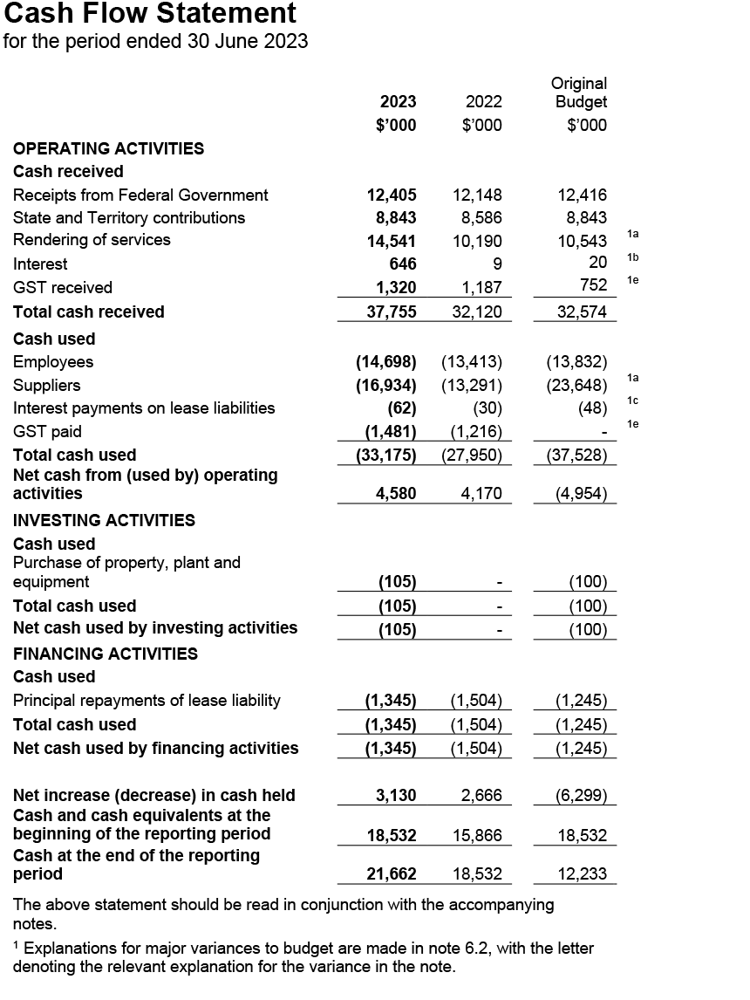 Cash Flow Statement
for the period ended 30 June 2023
Original
2023 2022 Budget
$’000 $’000 $’000
OPERATING ACTIVITIES
Cash received
Receipts from Federal Government 12,405 12,148 12,416
State and Territory contributions 8,843 8,586 8,843
Rendering of services 14,541 10,190 10,543 1a
Interest 646 9 20 1b
GST received 1,320 1,187 752 1e
Total cash received 37,755 32,120 32,574
Cash used
Employees (14,698) (13,413) (13,832)
Suppliers (16,934) (13,291) (23,648) 1a
Interest payments on lease liabilities (62) (30) (48) 1c
GST paid (1,481) (1,216) - 1e
Total cash used (33,175) (27,950) (37,528)
Net cash from (used by) operating
activities 4,580 4,170 (4,954)
INVESTING ACTIVITIES
Cash used
Purchase of property, plant and
equipment (105) - (100)
Total cash used (105) - (100)
Net cash used by investing activities (105) - (100)
FINANCING ACTIVITIES
Cash used
Principal repayments of lease liability (1,345) (1,504) (1,245)
Total cash used (1,345) (1,504) (1,245)
Net cash used by financing activities (1,345) (1,504) (1,245)
Net increase (decrease) in cash held 3,130 2,666 (6,299)
Cash and cash equivalents at the
beginning of the reporting period 18,532 15,866 18,532
Cash at the end of the reporting
period 21,662 18,532 12,233
The above statement should be read in conjunction with the accompanying
notes.
1 Explanations for major variances to budget are made in note 6.2, with the letter
denoting the relevant explanation for the variance in the note.